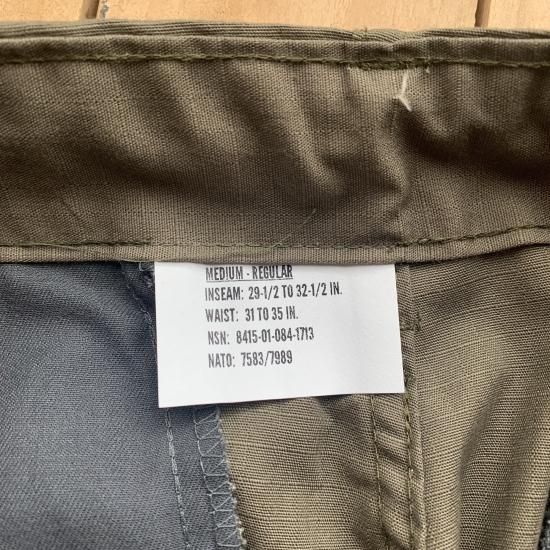 MEDIUM - REGULAR
INSEAM: 29-1/2 TO 32-1/2 IN.
WAIST: 31 TO 35 IN.
NSN: 8415-01-084-1713
NATO: 7583/7989